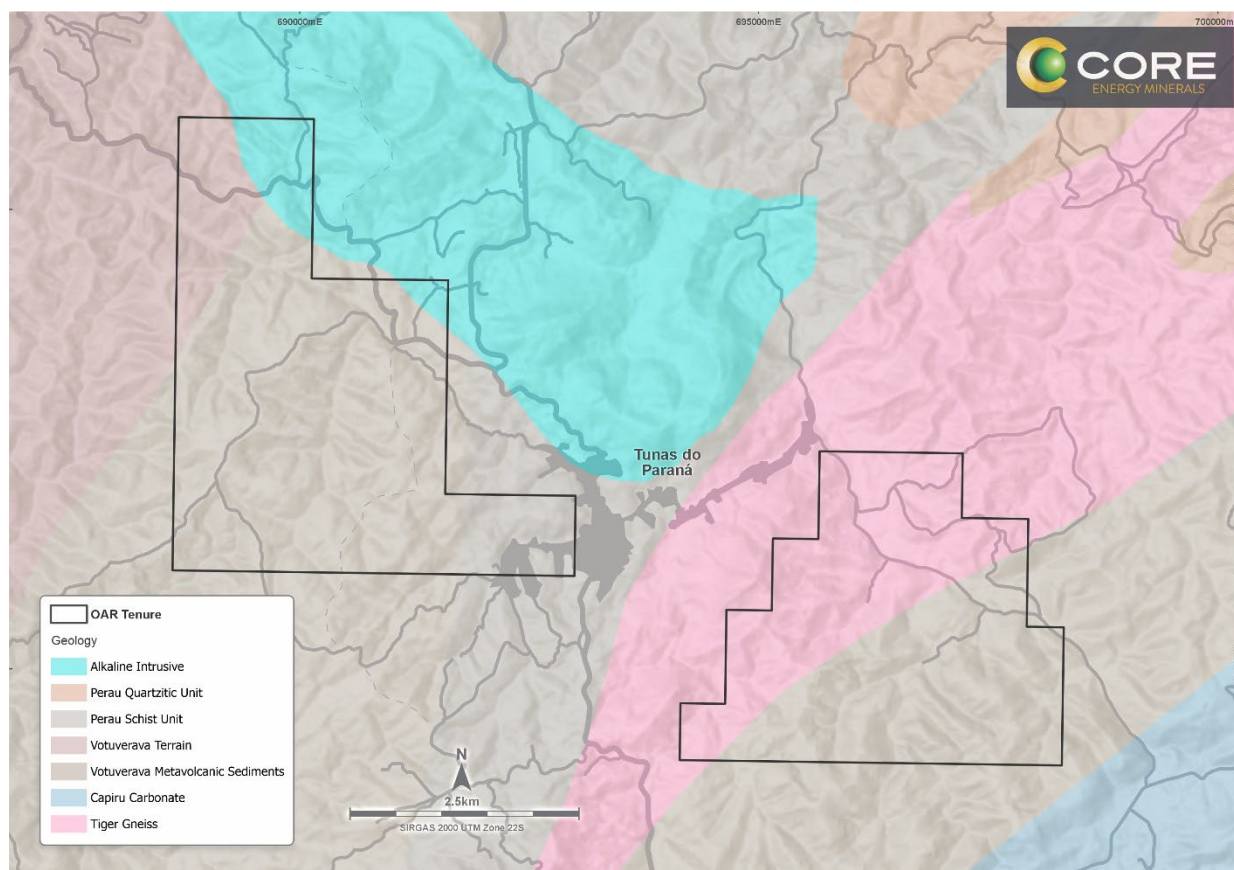 690000mE
695000mE
700000m
CORE
ENERGY MINERALS
Tunas do
Paraná
OAR Tenure
Geology
Alkaline Intrusive
Perau Quartzitic Unit
Perau Schist Unit
Votuverava Terrain
Votuverava Metavolcanic Sediments
Capiru Carbonate
Tiger Gneiss
N
2.5km
SIRGAS 2000 UTM Zone 22S